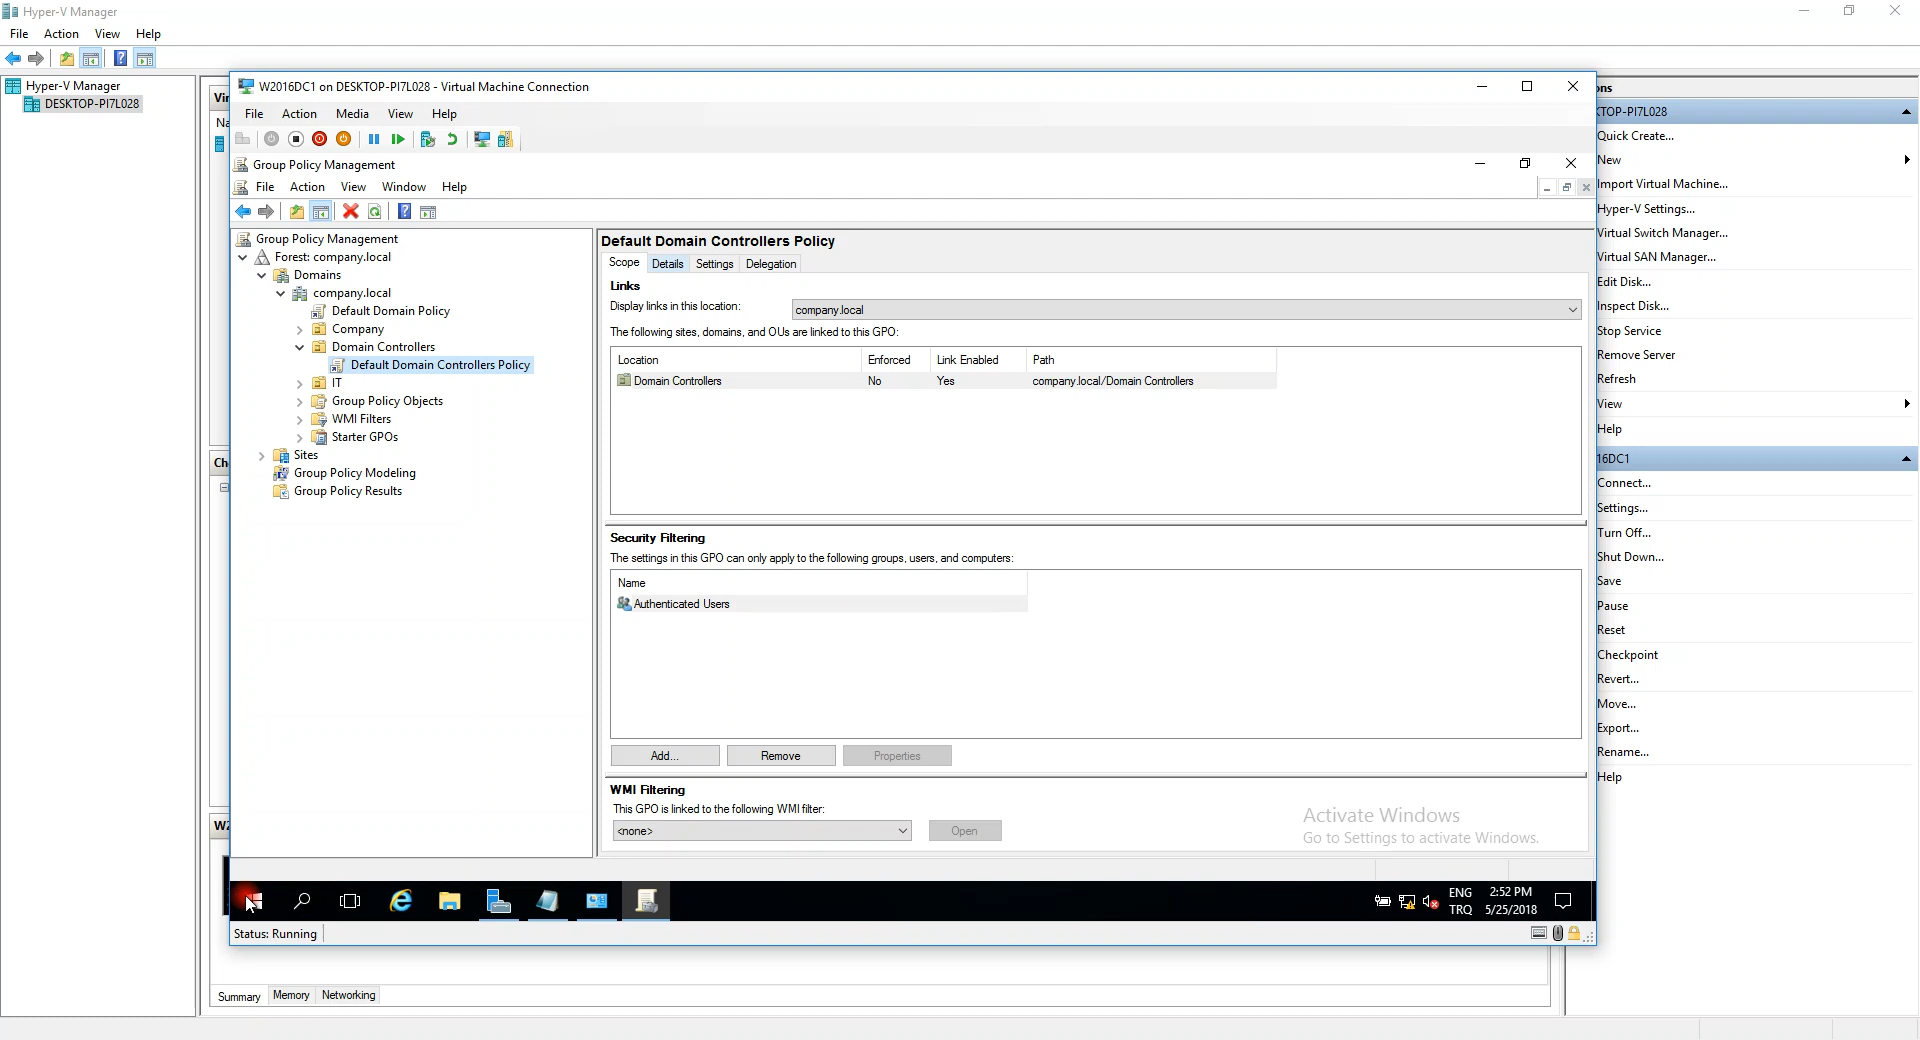 Hyper-V Manager
File Action View Help
Hyper-V Manager
DESKTOP-PI7L028
W2016DC1 on DESKTOP-PI7L028 - Virtual Machine Connection
File Action Media View Help
Group Policy Management
File Action View Window Help
Group Policy Management
Forest: company.local
Domains
company.local
Default Domain Policy
Company
Domain Controllers
Default Domain Controllers Policy
IT
Group Policy Objects
WMI Filters
Starter GPOs
Sites
Group Policy Modeling
Group Policy Results
Default Domain Controllers Policy
Scope Details Settings Delegation
Links
Display links in this location: company.local
The following sites, domains, and OUs are linked to this GPO:
Location Enforced Link Enabled Path
Domain Controllers No Yes company.local/Domain Controllers
Security Filtering
The settings in this GPO can only apply to the following groups, users, and computers:
Name
Authenticated Users
Add... Remove Properties
WMI Filtering
This GPO is linked to the following WMI filter:
<none> Open
Activate Windows
Go to Settings to activate Windows.
ENG 2:52 PM
TRQ 5/25/2018
Status: Running
Summary Memory Networking
ons
KTOP-PI7L028
Quick Create...
New
Import Virtual Machine...
Hyper-V Settings...
Virtual Switch Manager...
Virtual SAN Manager...
Edit Disk...
Inspect Disk...
Stop Service
Remove Server
Refresh
View
Help
16DC1
Connect...
Settings...
Turn Off...
Shut Down...
Save
Pause
Reset
Checkpoint
Revert...
Move...
Export...
Rename...
Help